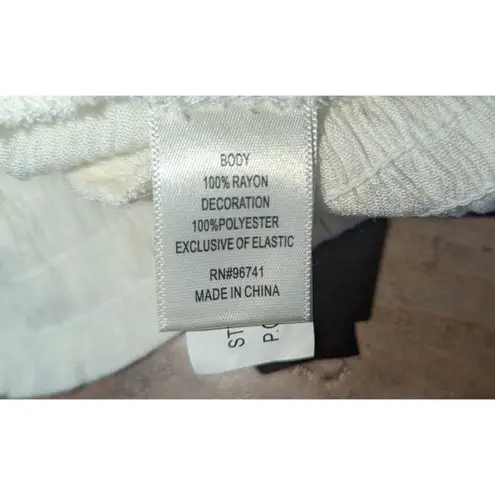 BODY
100% RAYON
DECORATION
100%POLYESTER
EXCLUSIVE OF ELASTIC
RN#96741
MADE IN CHINA
ST
P.O